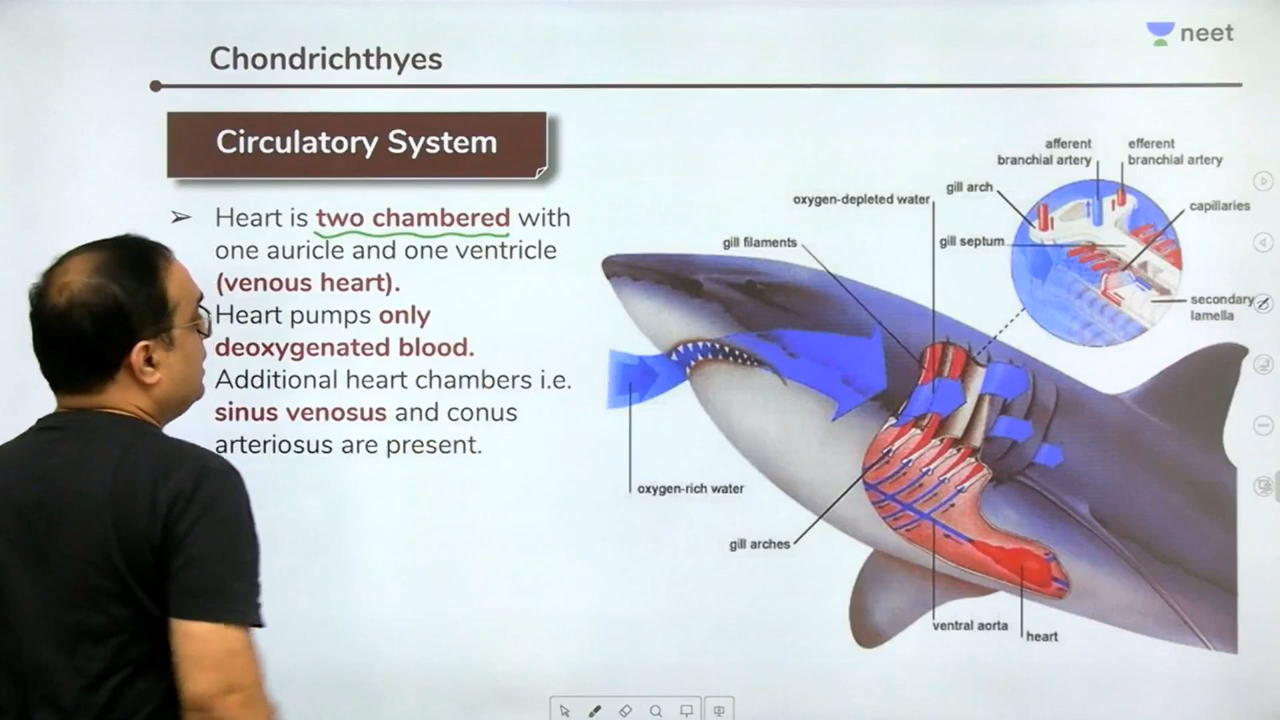 neet
Chondrichthyes
Circulatory System
➢ Heart is two chambered with
one auricle and one ventricle
(venous heart).
Heart pumps only
deoxygenated blood.
Additional heart chambers i.e.
sinus venosus and conus
arteriosus are present.
afferent
branchial artery
efferent
branchial artery
gill arch
capillaries
oxygen-depleted water
gill filaments
gill septum
secondary
lamella
oxygen-rich water
gill arches
ventral aorta
heart